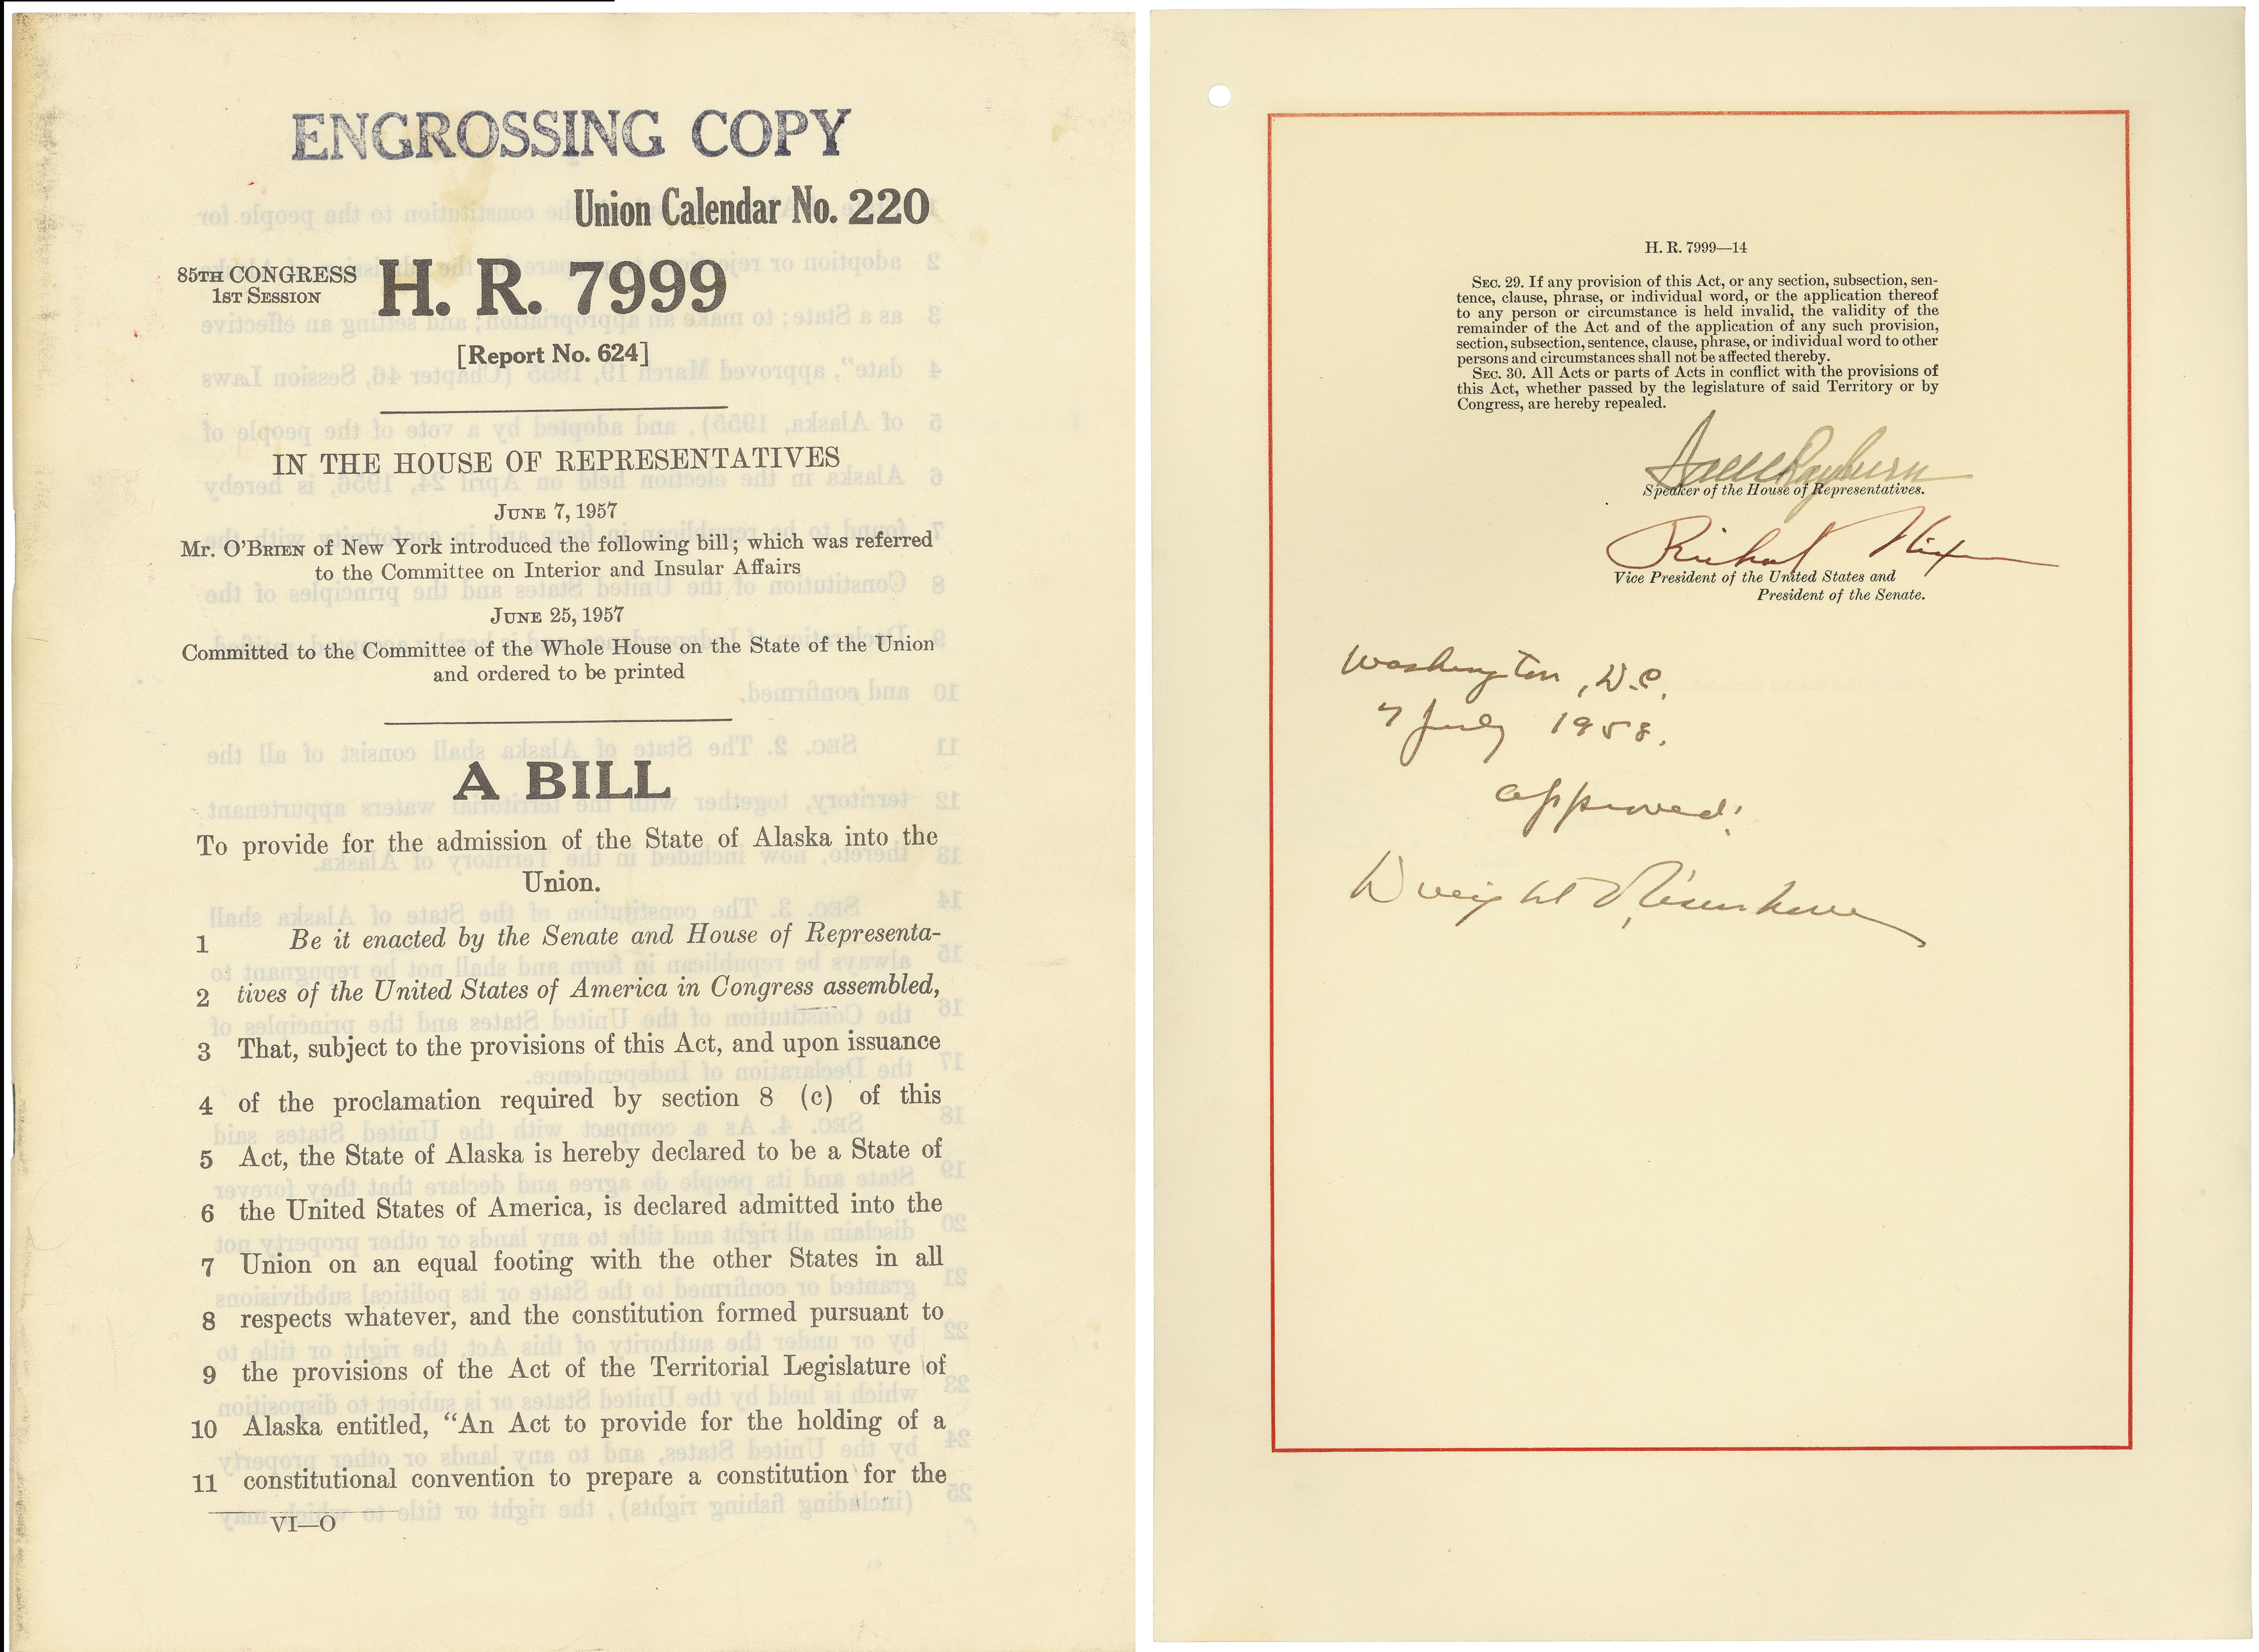 ENGROSSING COPY
Union Calendar No. 220
85TH CONGRESS
1ST SESSION
H. R. 7999
[Report No. 624]
IN THE HOUSE OF REPRESENTATIVES
JUNE 7, 1957
Mr. O'BRIEN of New York introduced the following bill; which was referred
to the Committee on Interior and Insular Affairs
JUNE 25, 1957
Committed to the Committee of the Whole House on the State of the Union
and ordered to be printed
A BILL
To provide for the admission of the State of Alaska into the
Union.
1 Be it enacted by the Senate and House of Representa-
2 tives of the United States of America in Congress assembled,
3 That, subject to the provisions of this Act, and upon issuance
4 of the proclamation required by section 8 (c) of this
5 Act, the State of Alaska is hereby declared to be a State of
6 the United States of America, is declared admitted into the
7 Union on an equal footing with the other States in all
8 respects whatever, and the constitution formed pursuant to
9 the provisions of the Act of the Territorial Legislature of
10 Alaska entitled, "An Act to provide for the holding of a
11 constitutional convention to prepare a constitution for the
VI—O
H. R. 7999—14
SEC. 29. If any provision of this Act, or any section, subsection, sen-
tence, clause, phrase, or individual word, or the application thereof
to any person or circumstance is held invalid, the validity of the
remainder of the Act and of the application of any such provision,
section, subsection, sentence, clause, phrase, or individual word to other
persons and circumstances shall not be affected thereby.
SEC. 30. All Acts or parts of Acts in conflict with the provisions of
this Act, whether passed by the legislature of said Territory or by
Congress, are hereby repealed.
Sam Rayburn
Speaker of the House of Representatives.
Richard Nixon
Vice President of the United States and
President of the Senate.
Washington, D.C.
7 July 1958.
approved:
Dwight D Eisenhower